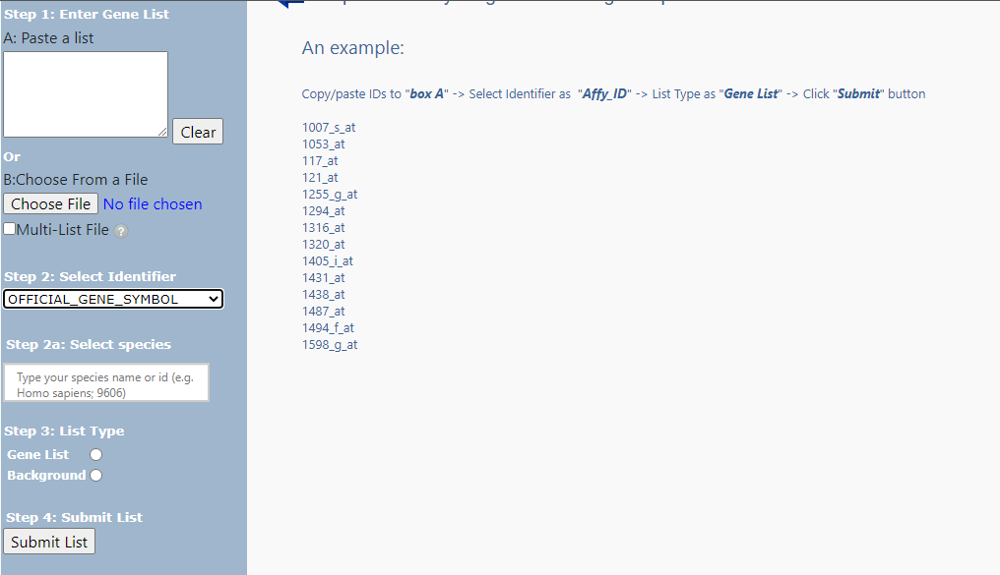 Step 1: Enter Gene List
A: Paste a list
Clear
Or
B:Choose From a File
Choose File No file chosen
Multi-List File ?
Step 2: Select Identifier
OFFICIAL_GENE_SYMBOL
Step 2a: Select species
Type your species name or id (e.g.
Homo sapiens; 9606)
Step 3: List Type
Gene List
Background
Step 4: Submit List
Submit List
An example:
Copy/paste IDs to "box A" -> Select Identifier as "Affy_ID" -> List Type as "Gene List" -> Click "Submit" button
1007_s_at
1053_at
117_at
121_at
1255_g_at
1294_at
1316_at
1320_at
1405_i_at
1431_at
1438_at
1487_at
1494_f_at
1598_g_at